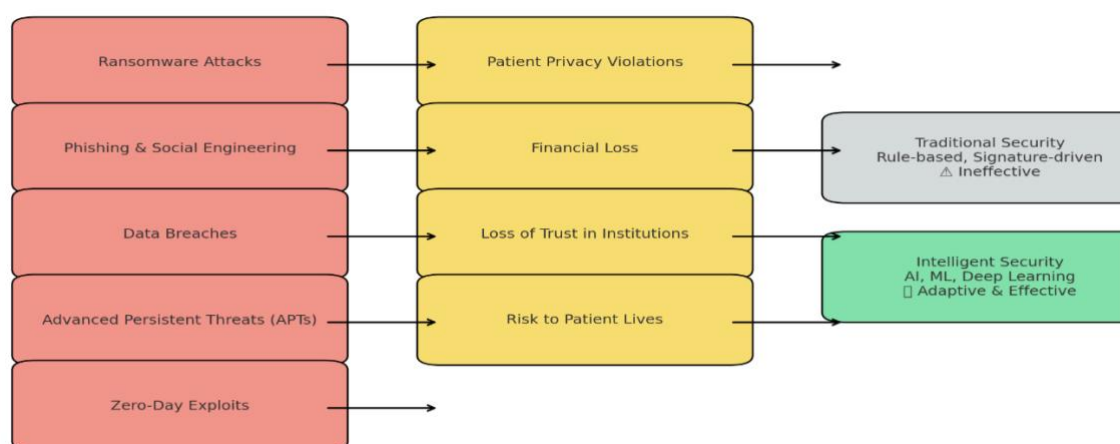 Ransomware Attacks
Phishing & Social Engineering
Data Breaches
Advanced Persistent Threats (APTs)
Zero-Day Exploits
Patient Privacy Violations
Financial Loss
Loss of Trust in Institutions
Risk to Patient Lives
Traditional Security
Rule-based, Signature-driven
⚠ Ineffective
Intelligent Security
AI, ML, Deep Learning
▯ Adaptive & Effective